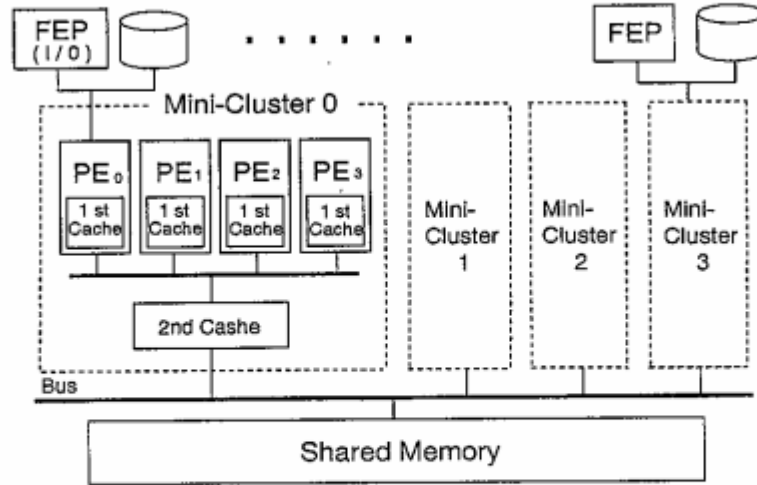 FEP
(I/O)
FEP
Mini-Cluster 0
PE0
PE1
PE2
PE3
1 st
Cache
1 st
Cache
1 st
Cache
1 st
Cache
2nd Cashe
Mini-
Cluster
1
Mini-
Cluster
2
Mini-
Cluster
3
Bus
Shared Memory